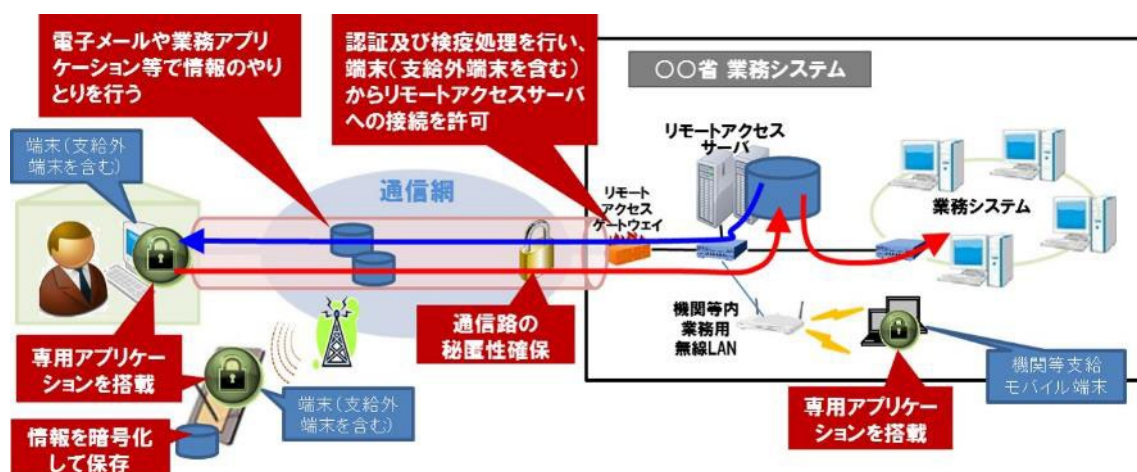 電子メールや業務アプリ
ケーション等で情報のやり
とりを行う
認証及び検疫処理を行い、
端末(支給外端末を含む)
からリモートアクセスサーバ
への接続を許可
〇〇省 業務システム
端末(支給外
端末を含む)
通信網
リモート
アクセス
ゲートウェイ
リモートアクセス
サーバ
業務システム
専用アプリケー
ションを搭載
通信路の
秘匿性確保
機関等内
業務用
無線LAN
端末(支給外
端末を含む)
情報を暗号化
して保存
専用アプリケー
ションを搭載
機関等支給
モバイル端末